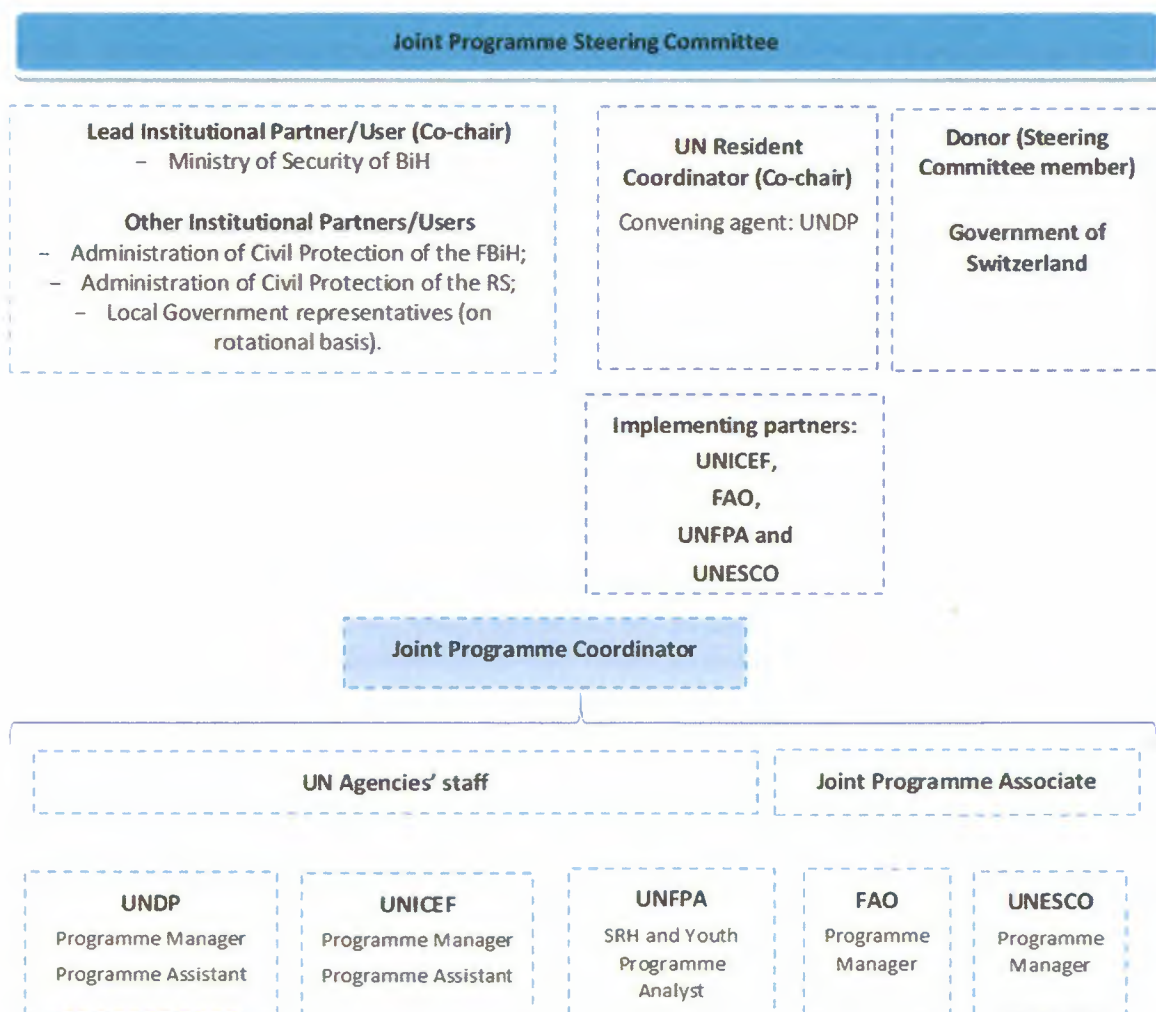 Joint Programme Steering Committee
Lead Institutional Partner/User (Co-chair)
– Ministry of Security of BiH
Other Institutional Partners/Users
– Administration of Civil Protection of the FBiH;
– Administration of Civil Protection of the RS;
– Local Government representatives (on
rotational basis).
UN Resident
Coordinator (Co-chair)
Convening agent: UNDP
Donor (Steering
Committee member)
Government of
Switzerland
Implementing partners:
UNICEF,
FAO,
UNFPA and
UNESCO
Joint Programme Coordinator
UN Agencies' staff
Joint Programme Associate
UNDP
Programme Manager
Programme Assistant
UNICEF
Programme Manager
Programme Assistant
UNFPA
SRH and Youth
Programme
Analyst
FAO
Programme
Manager
UNESCO
Programme
Manager